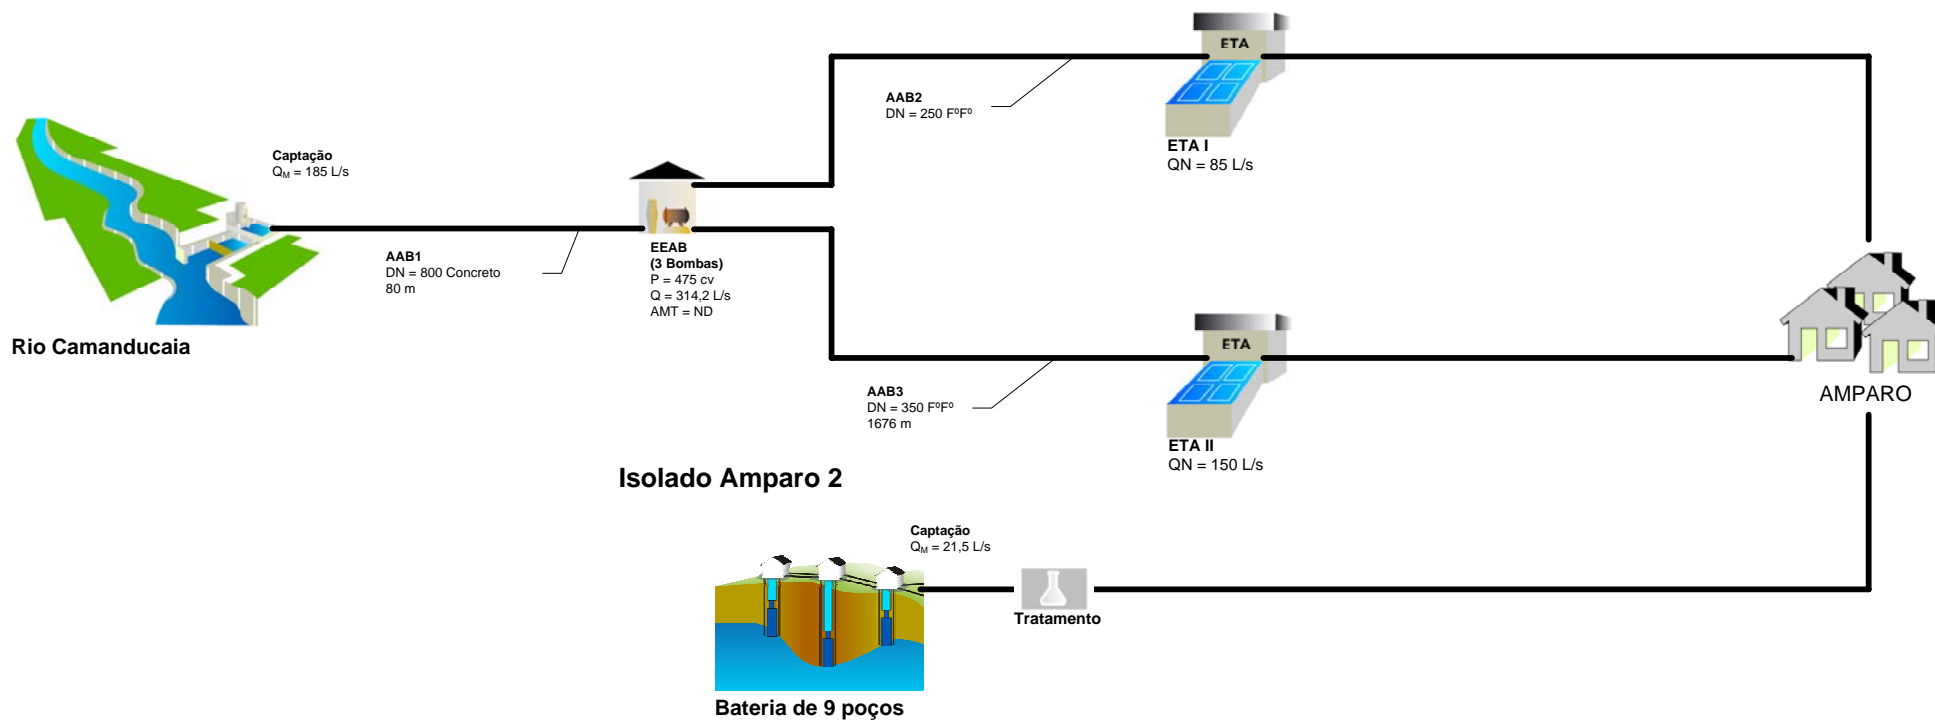 ETA
AAB2
DN = 250 FºFº
ETA I
QN = 85 L/s
Captação
QM = 185 L/s
AAB1
DN = 800 Concreto
80 m
EEAB
(3 Bombas)
P = 475 cv
Q = 314,2 L/s
AMT = ND
Rio Camanducaia
ETA
AAB3
DN = 350 FºFº
1676 m
ETA II
QN = 150 L/s
AMPARO
Isolado Amparo 2
Captação
QM = 21,5 L/s
Tratamento
Bateria de 9 poços